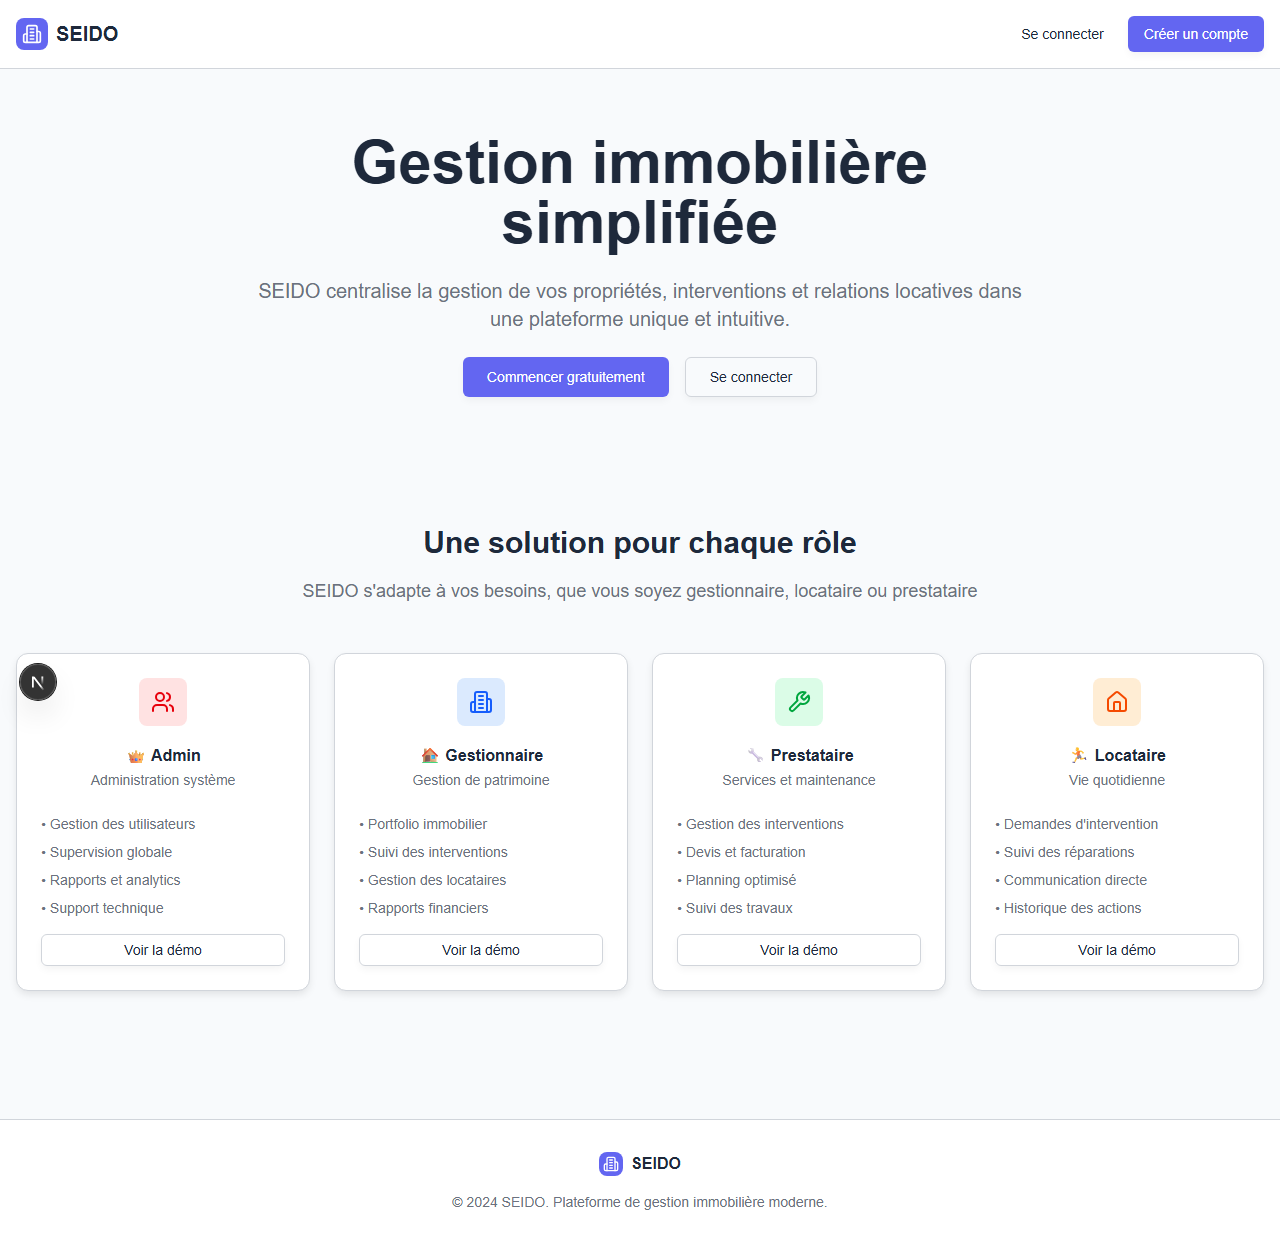 SEIDO
Se connecter
Créer un compte
Gestion immobilière
simplifiée
SEIDO centralise la gestion de vos propriétés, interventions et relations locatives dans
une plateforme unique et intuitive.
Commencer gratuitement
Se connecter
Une solution pour chaque rôle
SEIDO s'adapte à vos besoins, que vous soyez gestionnaire, locataire ou prestataire
N
Admin
Administration système
• Gestion des utilisateurs
• Supervision globale
• Rapports et analytics
• Support technique
Voir la démo
Gestionnaire
Gestion de patrimoine
• Portfolio immobilier
• Suivi des interventions
• Gestion des locataires
• Rapports financiers
Voir la démo
Prestataire
Services et maintenance
• Gestion des interventions
• Devis et facturation
• Planning optimisé
• Suivi des travaux
Voir la démo
Locataire
Vie quotidienne
• Demandes d'intervention
• Suivi des réparations
• Communication directe
• Historique des actions
Voir la démo
SEIDO
© 2024 SEIDO. Plateforme de gestion immobilière moderne.